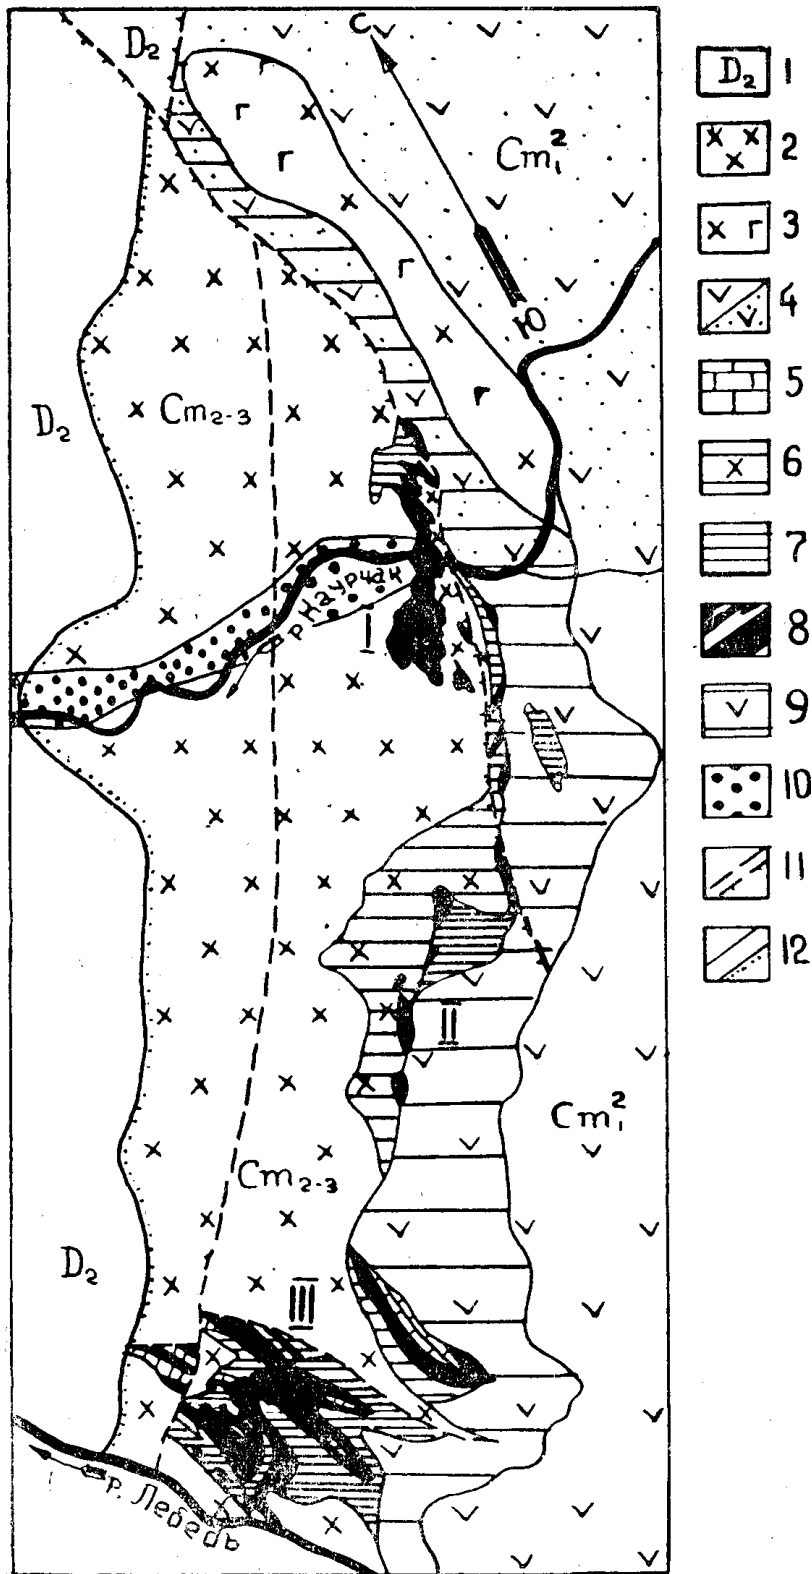 D₂
С
Cm₁²
Ю
D₂
Cm₂₋₃
р. Каурчак
I
II
Cm₁²
Cm₂₋₃
D₂
III
р. Лебедь
D₂ 1
2
х г 3
4
5
х 6
7
8
9
10
11
12